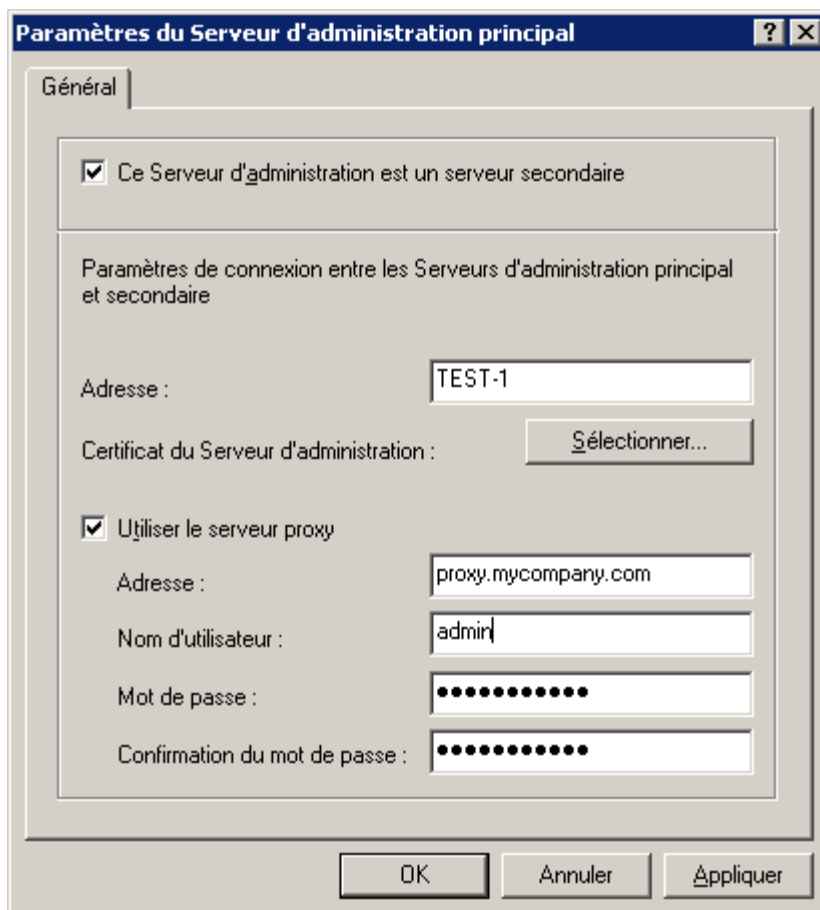 Paramètres du Serveur d'administration principal
Général
Ce Serveur d'administration est un serveur secondaire
Paramètres de connexion entre les Serveurs d'administration principal
et secondaire
Adresse :
TEST-1
Certificat du Serveur d'administration :
Sélectionner...
Utiliser le serveur proxy
Adresse :
proxy.mycompany.com
Nom d'utilisateur :
admin
Mot de passe :
●●●●●●●●●●●
Confirmation du mot de passe :
●●●●●●●●●●●
OK
Annuler
Appliquer